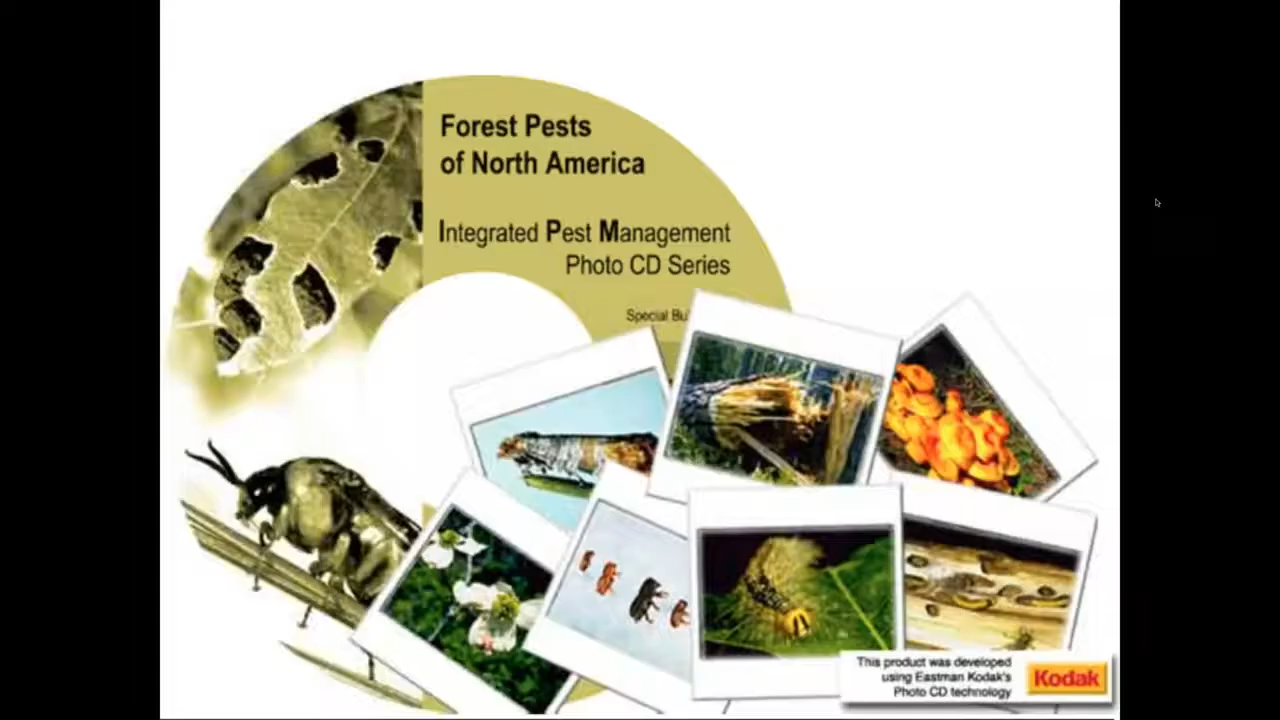 Forest Pests
of North America
Integrated Pest Management
Photo CD Series
Special
This product was developed
using Eastman Kodak's
Photo CD technology
Kodak